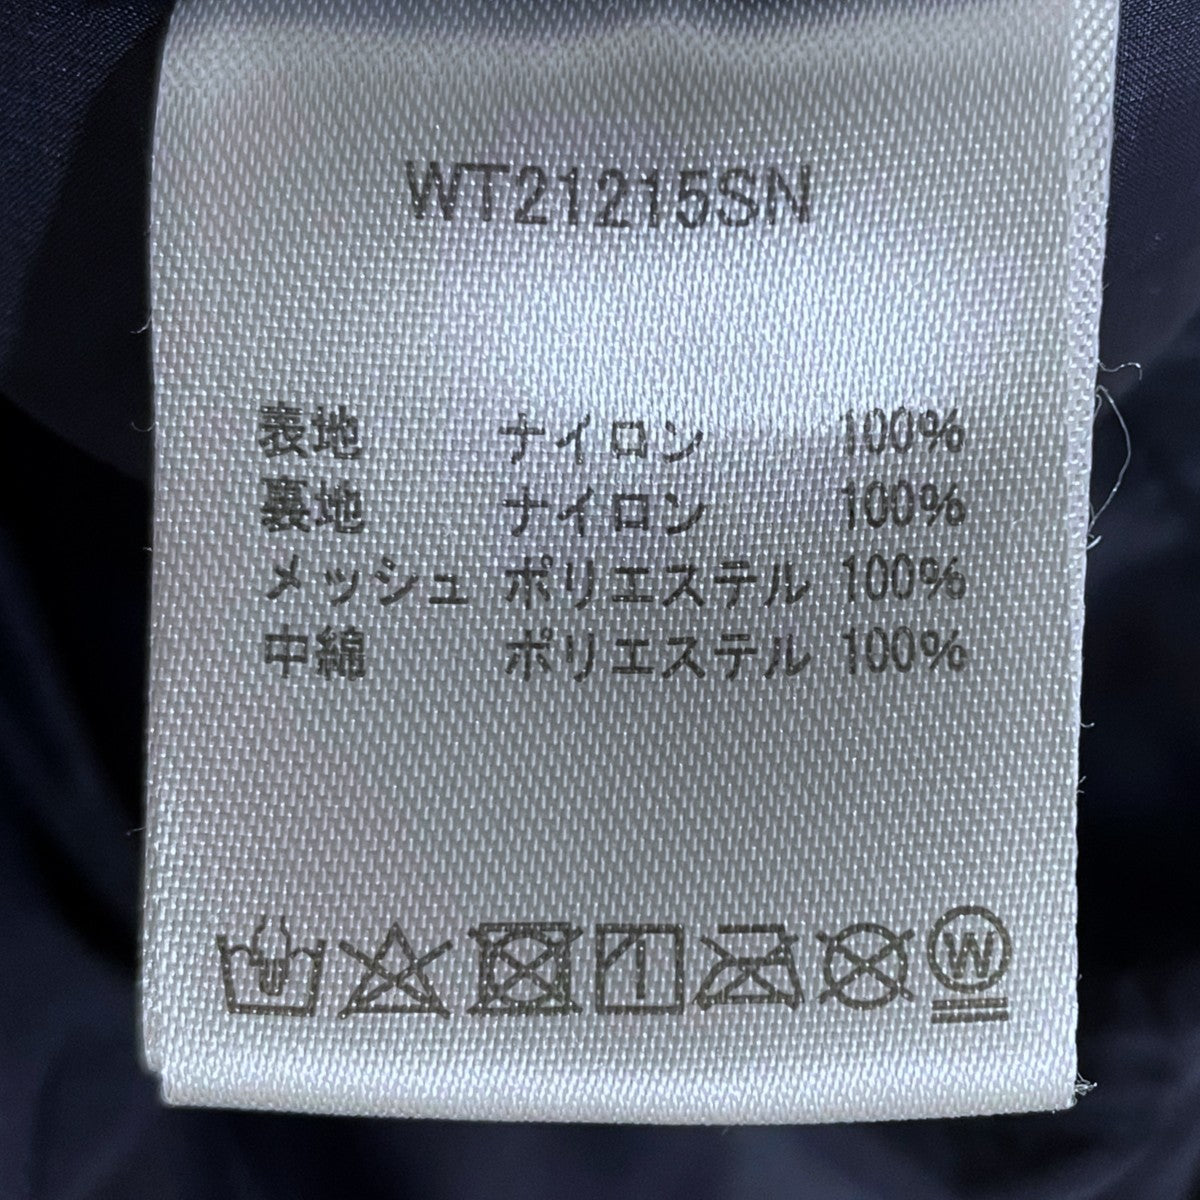 WT21215SN
表地 ナイロン 100%
裏地 ナイロン 100%
メッシュ ポリエステル 100%
中綿 ポリエステル 100%
W